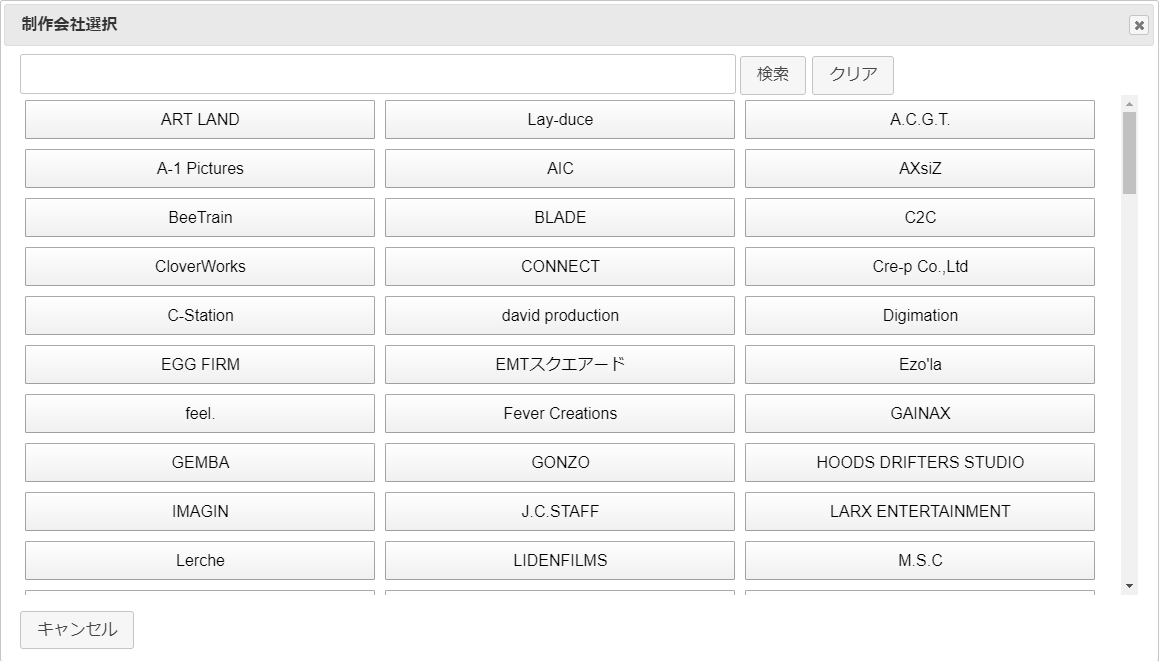 制作会社選択
検索 クリア
ART LAND Lay-duce A.C.G.T.
A-1 Pictures AIC AXsiZ
BeeTrain BLADE C2C
CloverWorks CONNECT Cre-p Co.,Ltd
C-Station david production Digimation
EGG FIRM EMTスクエアード Ezo'la
feel. Fever Creations GAINAX
GEMBA GONZO HOODS DRIFTERS STUDIO
IMAGIN J.C.STAFF LARX ENTERTAINMENT
Lerche LIDENFILMS M.S.C
キャンセル